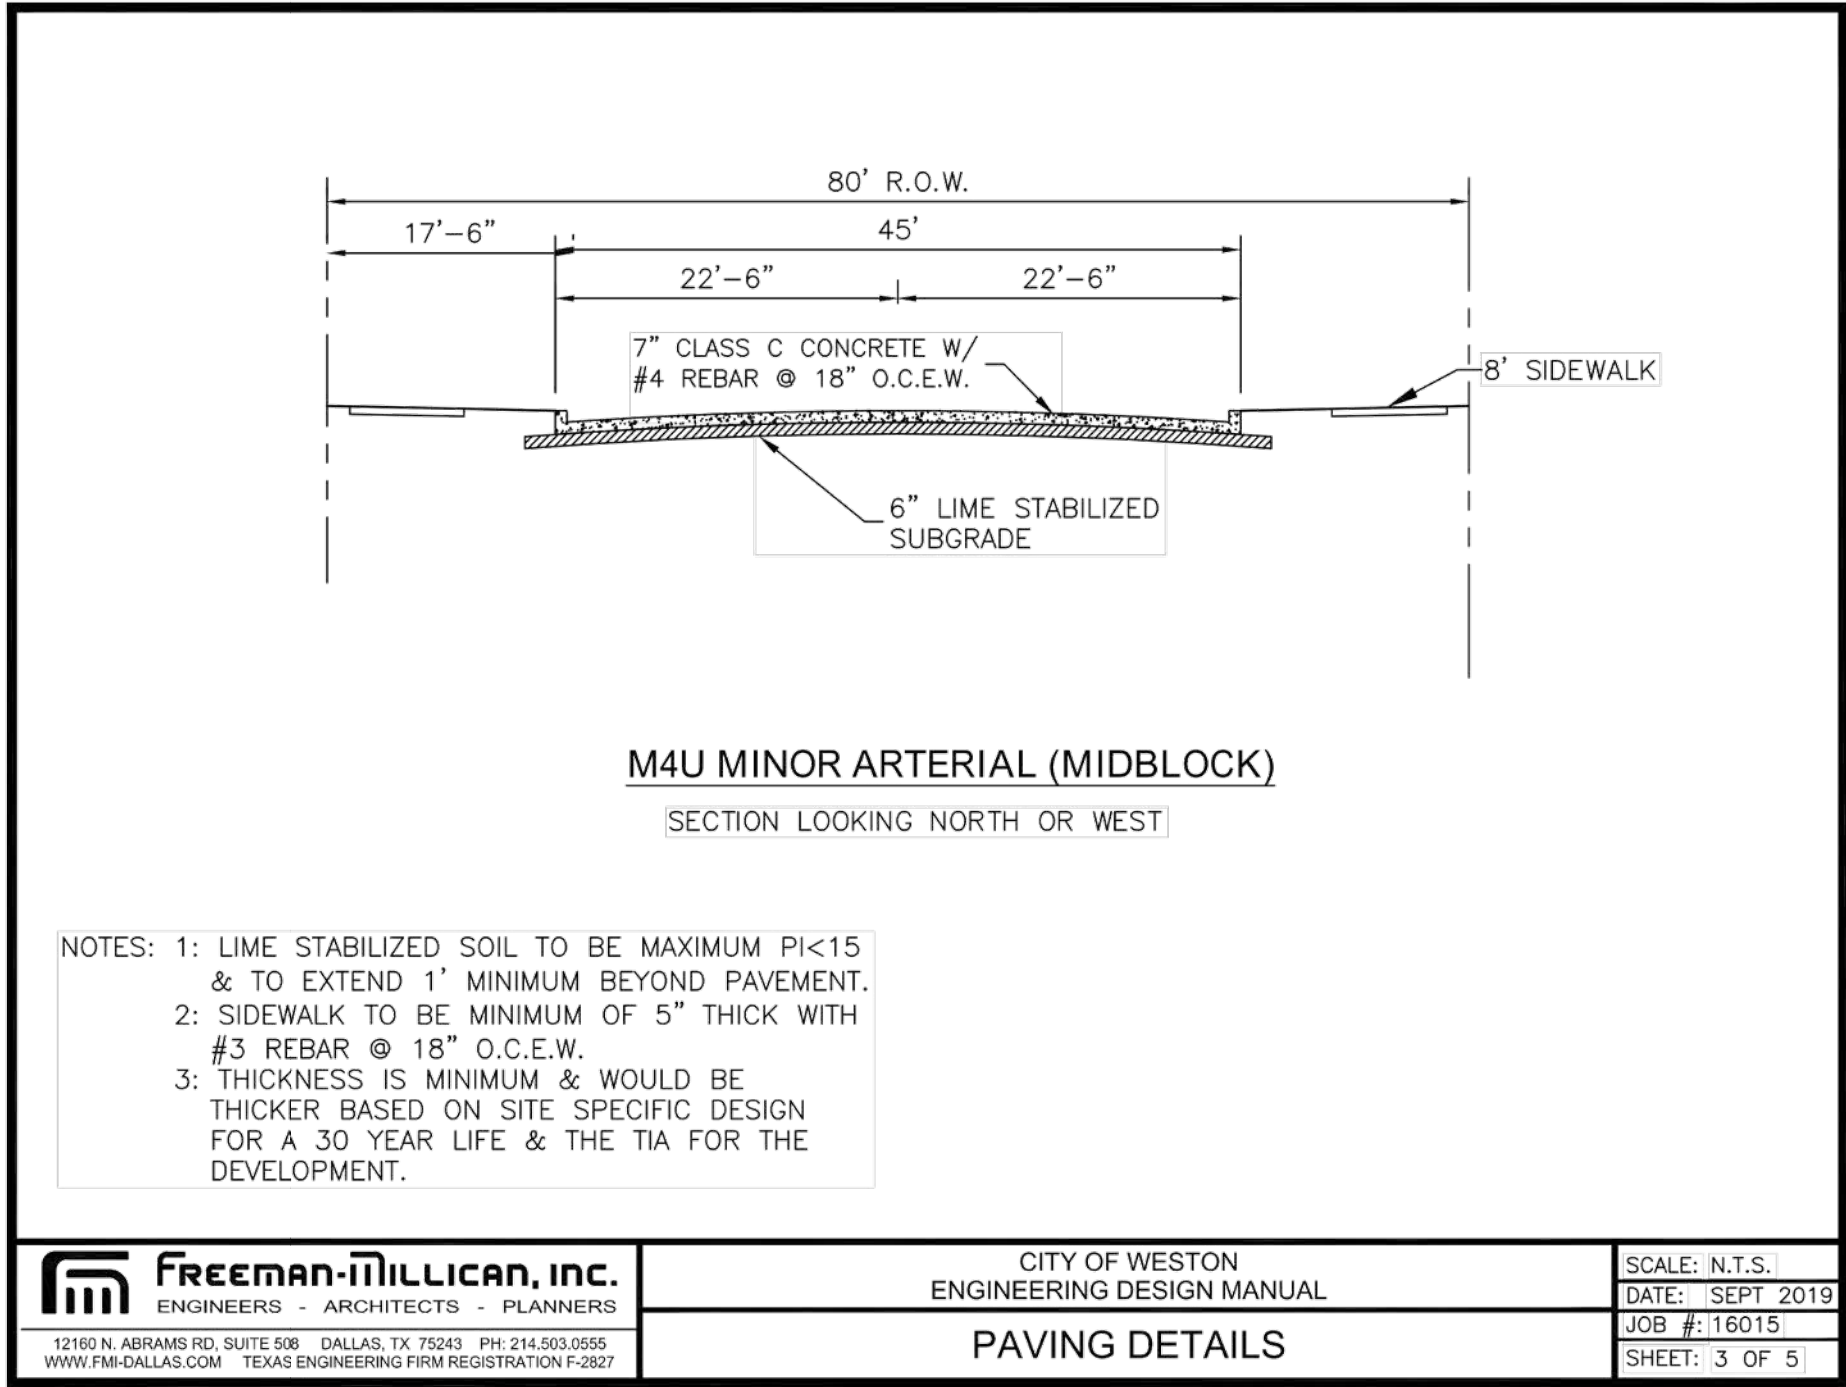 80' R.O.W.
17'-6"
45'
22'-6"
22'-6"
7" CLASS C CONCRETE W/
#4 REBAR @ 18" O.C.E.W.
8' SIDEWALK
6" LIME STABILIZED
SUBGRADE
M4U MINOR ARTERIAL (MIDBLOCK)
SECTION LOOKING NORTH OR WEST
NOTES: 1: LIME STABILIZED SOIL TO BE MAXIMUM PI<15
& TO EXTEND 1' MINIMUM BEYOND PAVEMENT.
2: SIDEWALK TO BE MINIMUM OF 5" THICK WITH
#3 REBAR @ 18" O.C.E.W.
3: THICKNESS IS MINIMUM & WOULD BE
THICKER BASED ON SITE SPECIFIC DESIGN
FOR A 30 YEAR LIFE & THE TIA FOR THE
DEVELOPMENT.
FREEMAN-MILLICAN, INC.
ENGINEERS - ARCHITECTS - PLANNERS
12160 N. ABRAMS RD, SUITE 508 DALLAS, TX 75243 PH: 214.503.0555
WWW.FMI-DALLAS.COM TEXAS ENGINEERING FIRM REGISTRATION F-2827
CITY OF WESTON
ENGINEERING DESIGN MANUAL
PAVING DETAILS
SCALE: N.T.S.
DATE: SEPT 2019
JOB #: 16015
SHEET: 3 OF 5